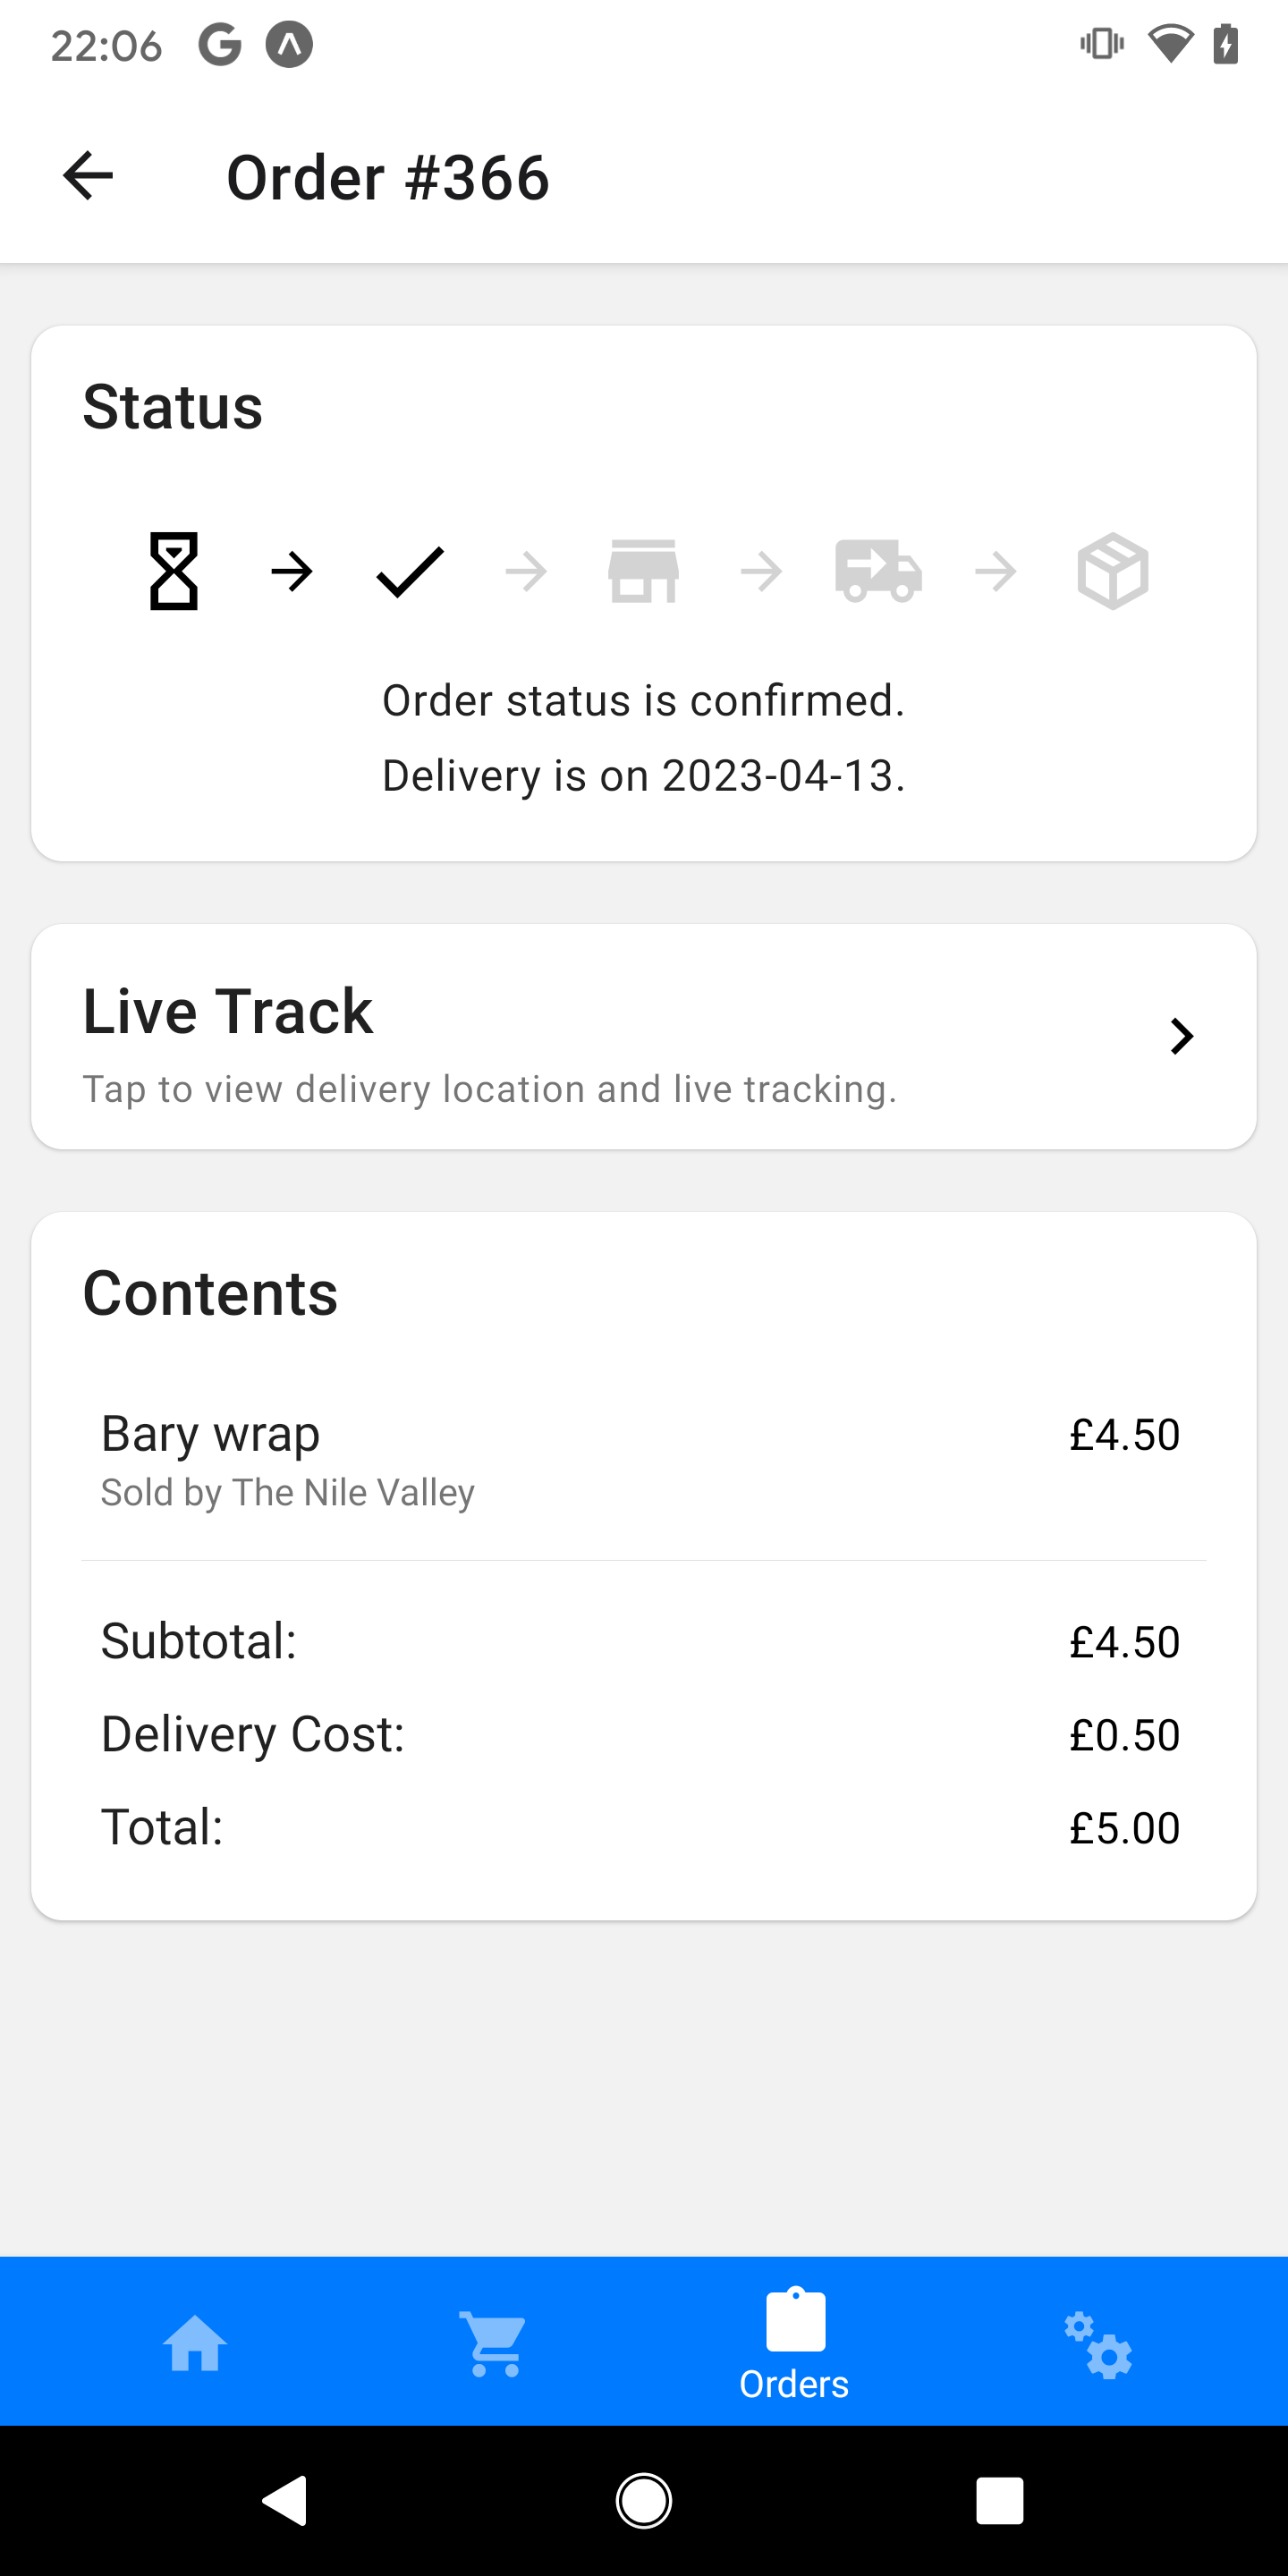 22:06
Order #366
Status
Order status is confirmed.
Delivery is on 2023-04-13.
Live Track
Tap to view delivery location and live tracking.
Contents
Bary wrap £4.50
Sold by The Nile Valley
Subtotal: £4.50
Delivery Cost: £0.50
Total: £5.00
Orders